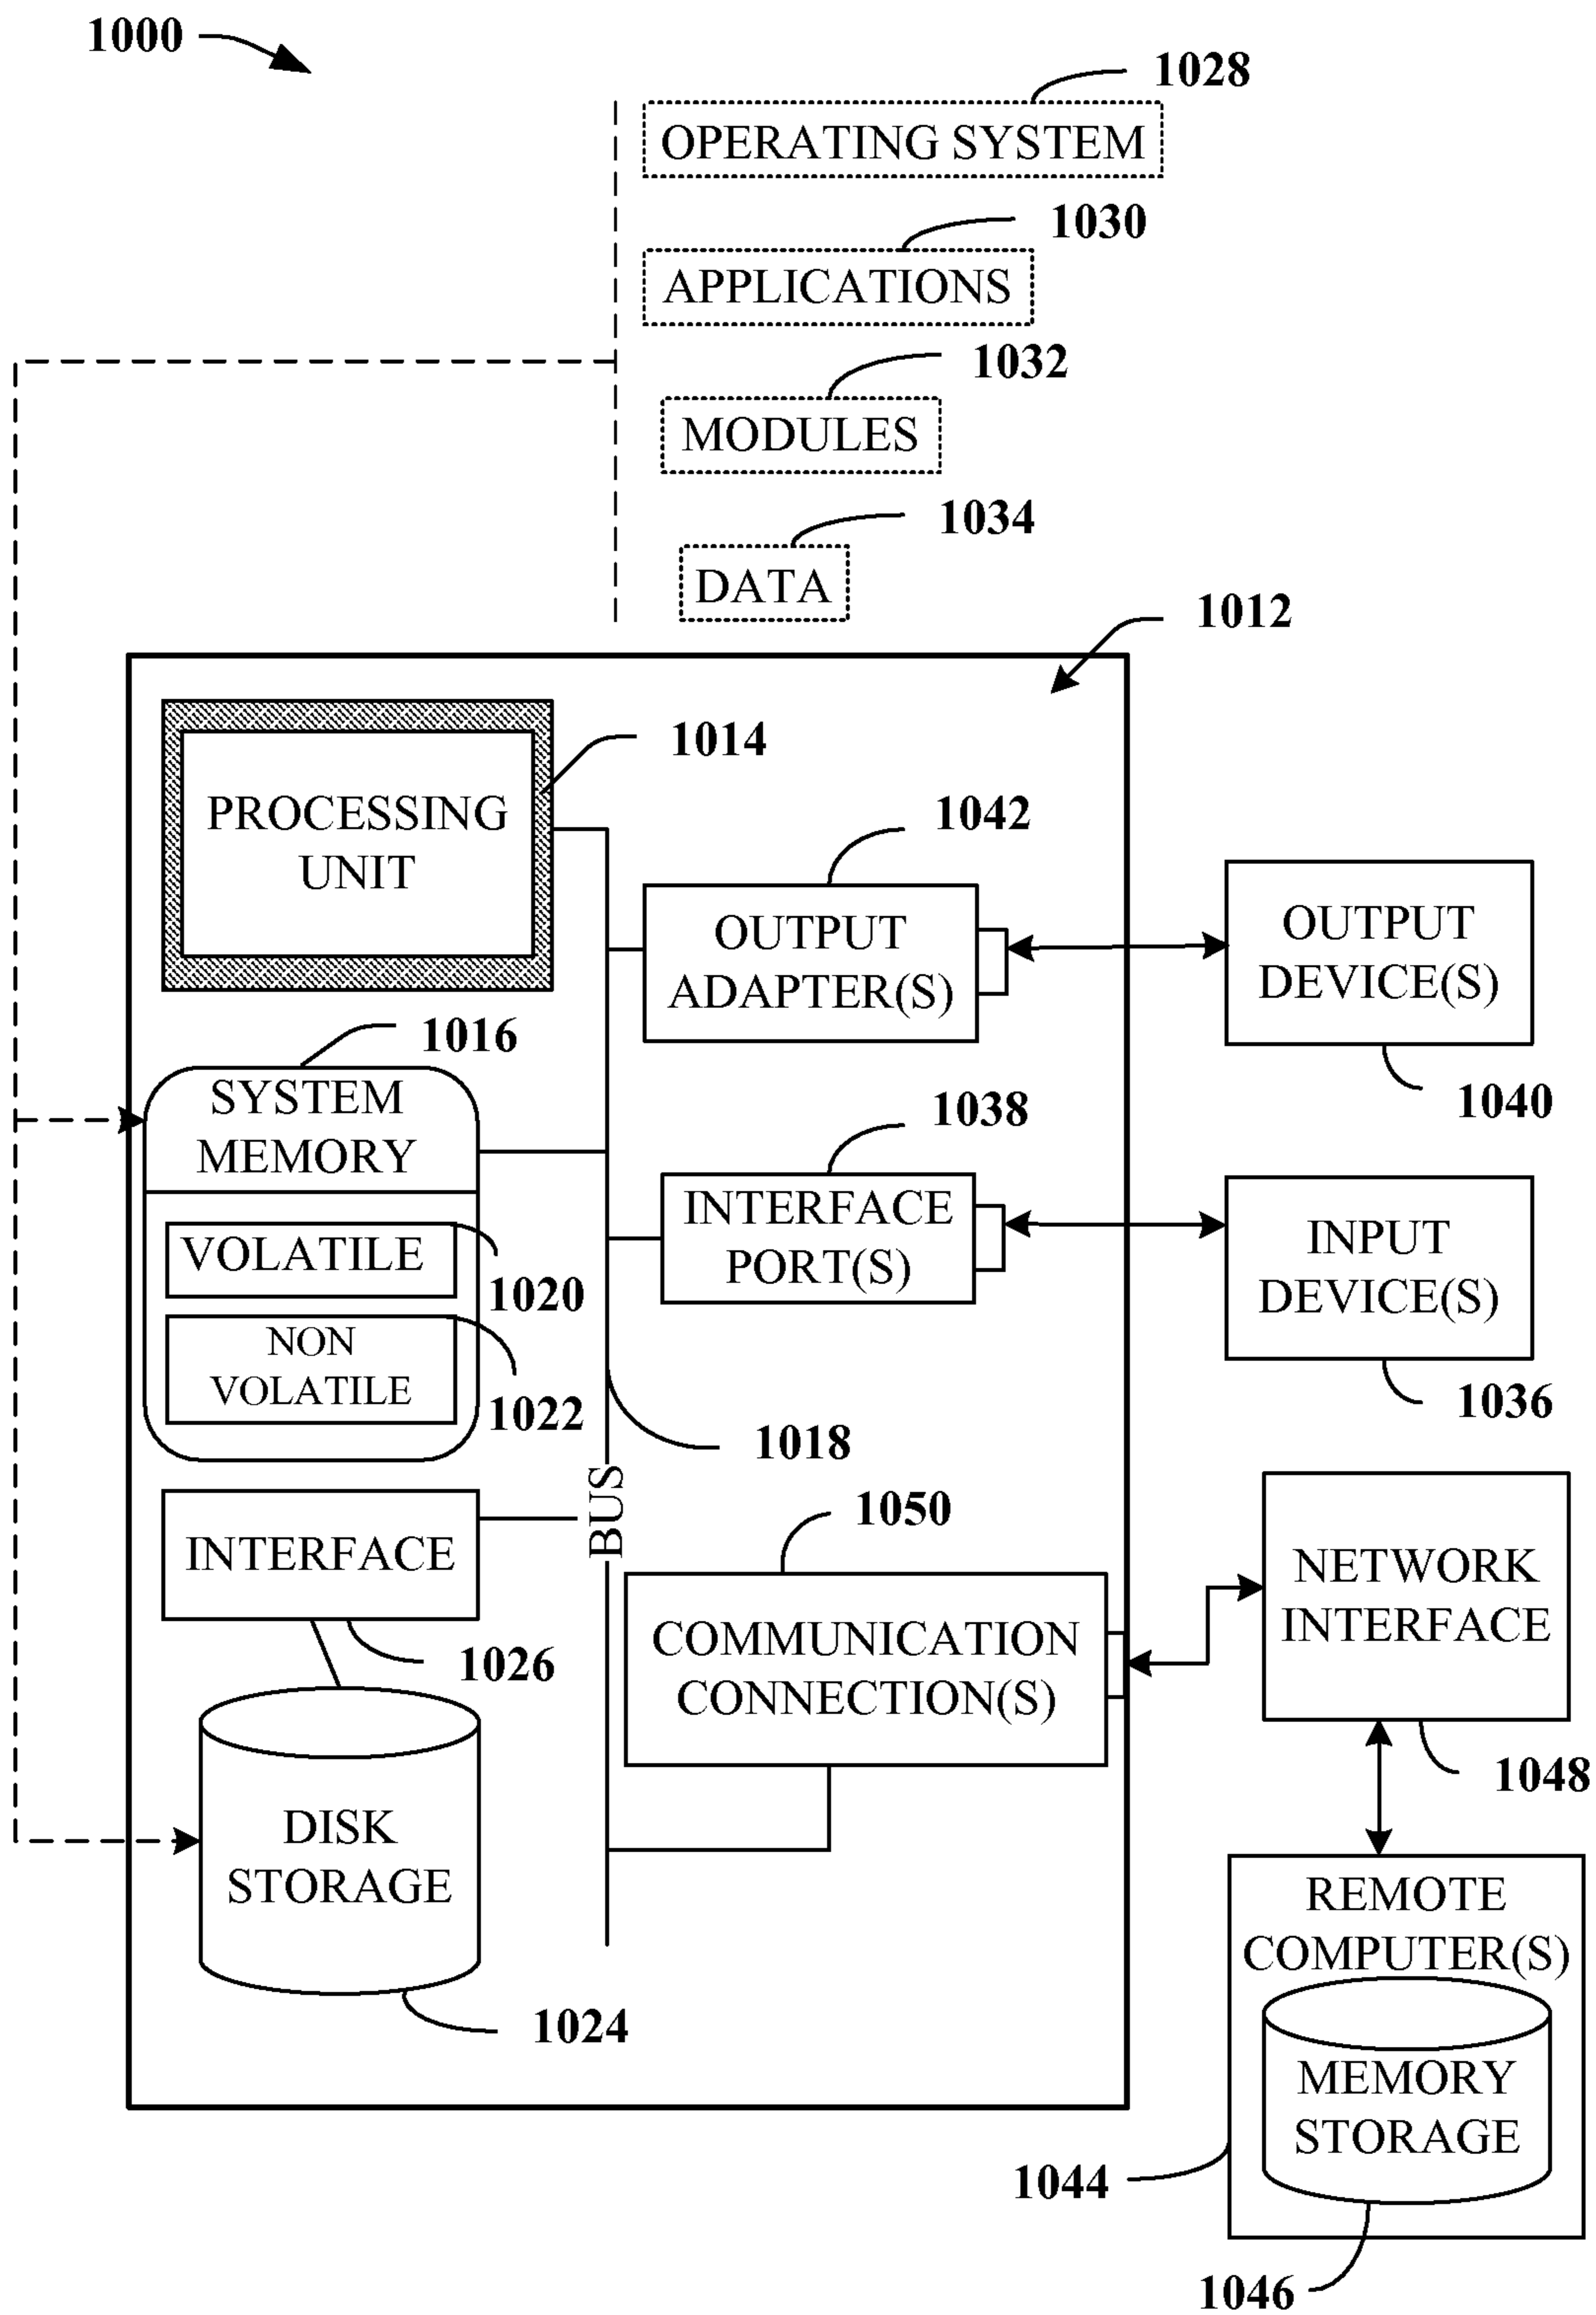 1000
1028
OPERATING SYSTEM
1030
APPLICATIONS
1032
MODULES
1034
DATA
1012
1014
PROCESSING
UNIT
1042
OUTPUT
ADAPTER(S)
OUTPUT
DEVICE(S)
1040
1016
SYSTEM
MEMORY
VOLATILE
1020
NON
VOLATILE
1022
1038
INTERFACE
PORT(S)
INPUT
DEVICE(S)
1036
1018
BUS
INTERFACE
1026
1050
COMMUNICATION
CONNECTION(S)
NETWORK
INTERFACE
1048
DISK
STORAGE
1024
REMOTE
COMPUTER(S)
MEMORY
STORAGE
1044
1046